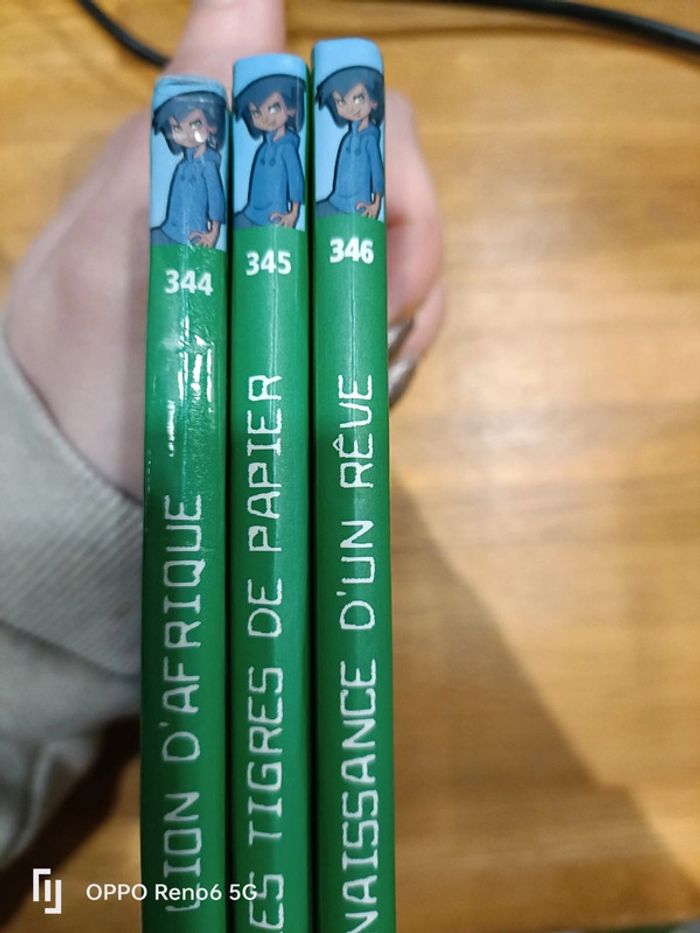 344
ION D'AFRIQUE
345
ES TIGRES DE PAPIER
346
NAISSANCE D'UN RÊVE
OPPO Reno6 5G